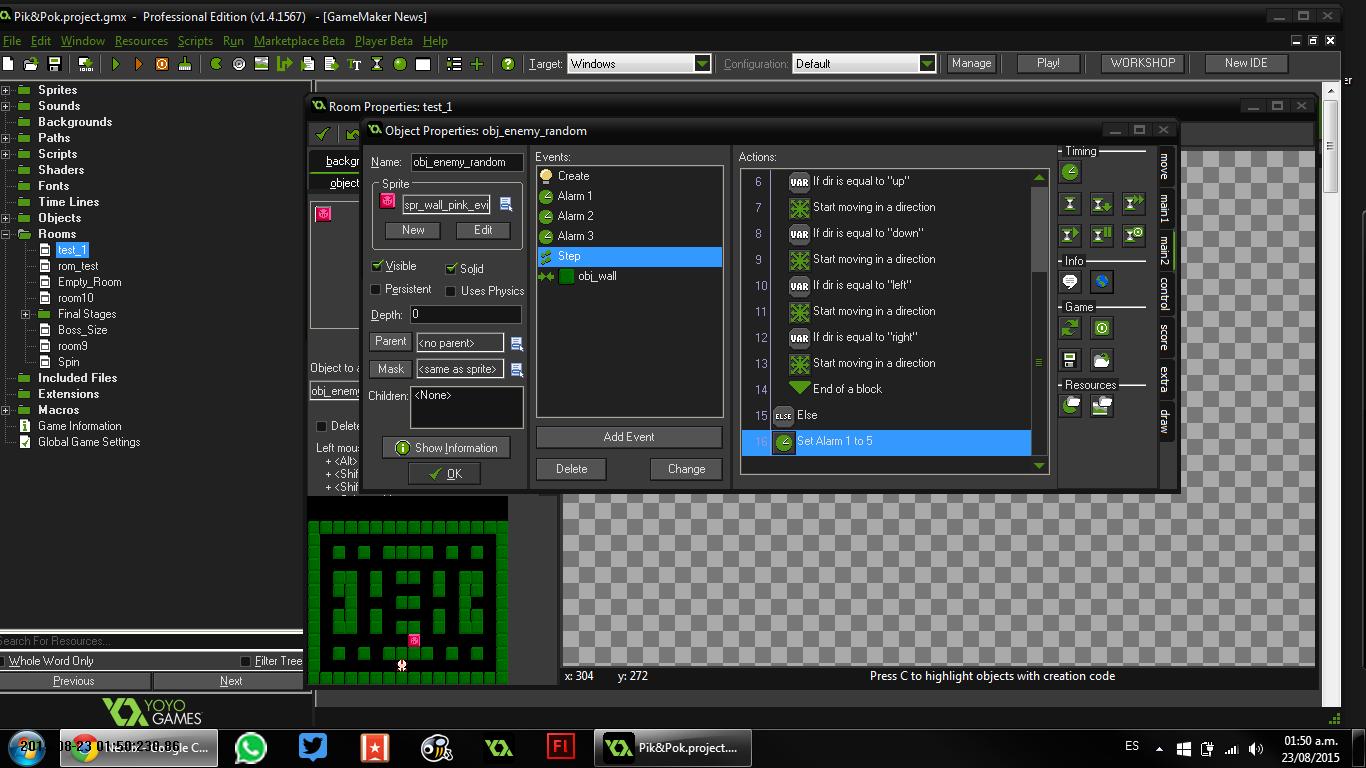 Pik&Pok.project.gmx - Professional Edition (v1.4.1567) - [GameMaker News]
File Edit Window Resources Scripts Run Marketplace Beta Player Beta Help
Target: Windows Configuration: Default Manage Play! WORKSHOP New IDE
Sprites
Sounds
Backgrounds
Paths
Scripts
Shaders
Fonts
Time Lines
Objects
Rooms
test_1
rom_test
Empty_Room
room10
Final Stages
Boss_Size
room9
Spin
Included Files
Extensions
Macros
Game Information
Global Game Settings
Search For Resources...
Whole Word Only Filter Tree
Previous Next
YOYO
GAMES
Room Properties: test_1
backgr
object
Object to a
obj_enemy
Delete
Left mou
+ <Alt>
+ <Shif
+ <Shif
Object Properties: obj_enemy_random
Name: obj_enemy_random
Sprite
spr_wall_pink_evi
New Edit
Visible Solid
Persistent Uses Physics
Depth: 0
Parent <no parent>
Mask <same as sprite>
Children: <None>
Show Information
OK
Events:
Create
Alarm 1
Alarm 2
Alarm 3
Step
obj_wall
Add Event
Delete Change
Actions:
6 VAR If dir is equal to "up"
7 Start moving in a direction
8 VAR If dir is equal to "down"
9 Start moving in a direction
10 VAR If dir is equal to "left"
11 Start moving in a direction
12 VAR If dir is equal to "right"
13 Start moving in a direction
14 End of a block
15 ELSE Else
16 Set Alarm 1 to 5
Timing
Info
Game
Resources
move
main1
main2
control
score
extra
draw
x: 304 y: 272 Press C to highlight objects with creation code
Pik&Pok.project....
Fl
ES
01:50 a.m.
23/08/2015